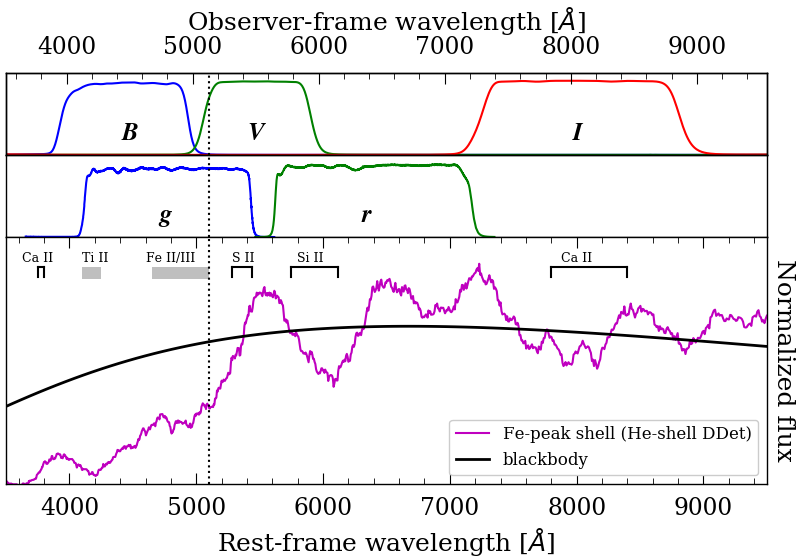 Observer-frame wavelength [Å]
4000 5000 6000 7000 8000 9000
B V I
g r
Ca II Ti II Fe II/III S II Si II Ca II
Normalized flux
Fe-peak shell (He-shell DDet)
blackbody
4000 5000 6000 7000 8000 9000
Rest-frame wavelength [Å]